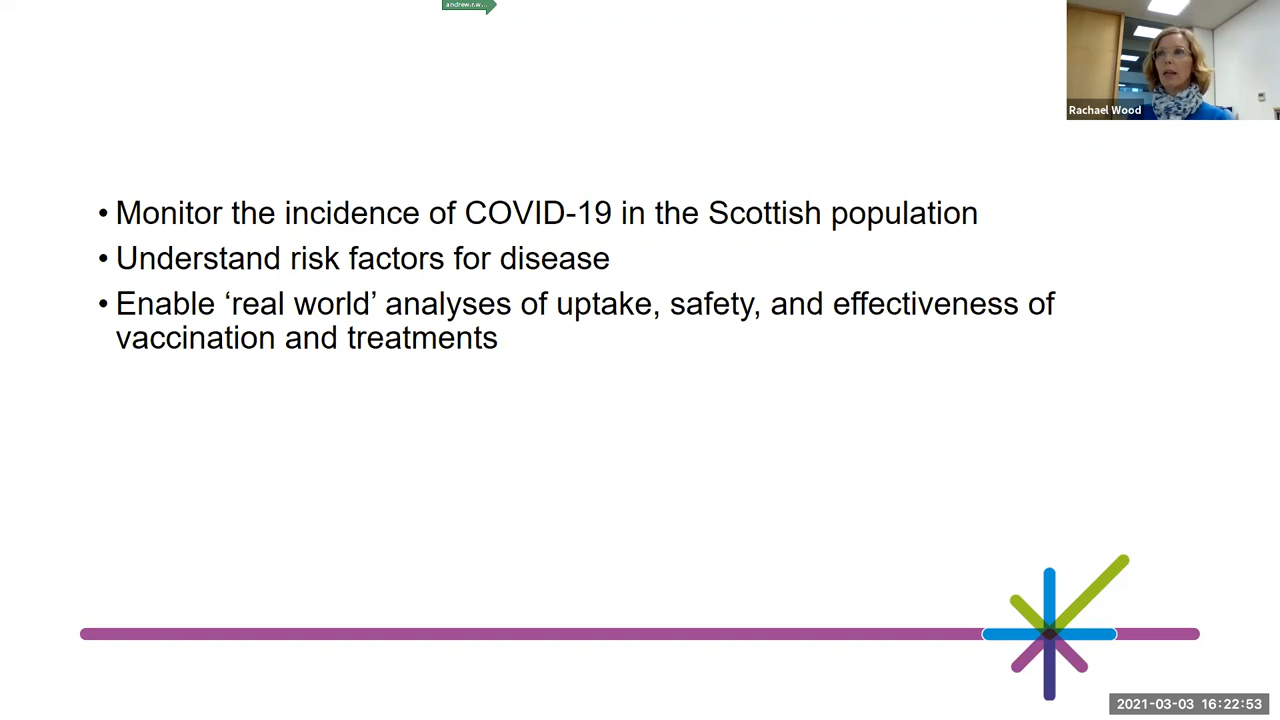 andrew.r.w...
Rachael Wood
• Monitor the incidence of COVID-19 in the Scottish population
• Understand risk factors for disease
• Enable ‘real world’ analyses of uptake, safety, and effectiveness of
vaccination and treatments
2021-03-03 16:22:53